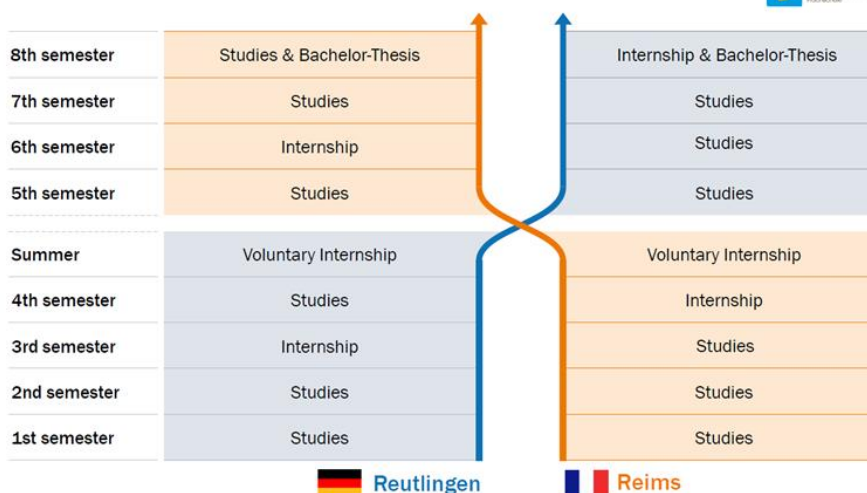 Hochschule
8th semester Studies & Bachelor-Thesis Internship & Bachelor-Thesis
7th semester Studies Studies
6th semester Internship Studies
5th semester Studies Studies
Summer Voluntary Internship Voluntary Internship
4th semester Studies Internship
3rd semester Internship Studies
2nd semester Studies Studies
1st semester Studies Studies
Reutlingen Reims